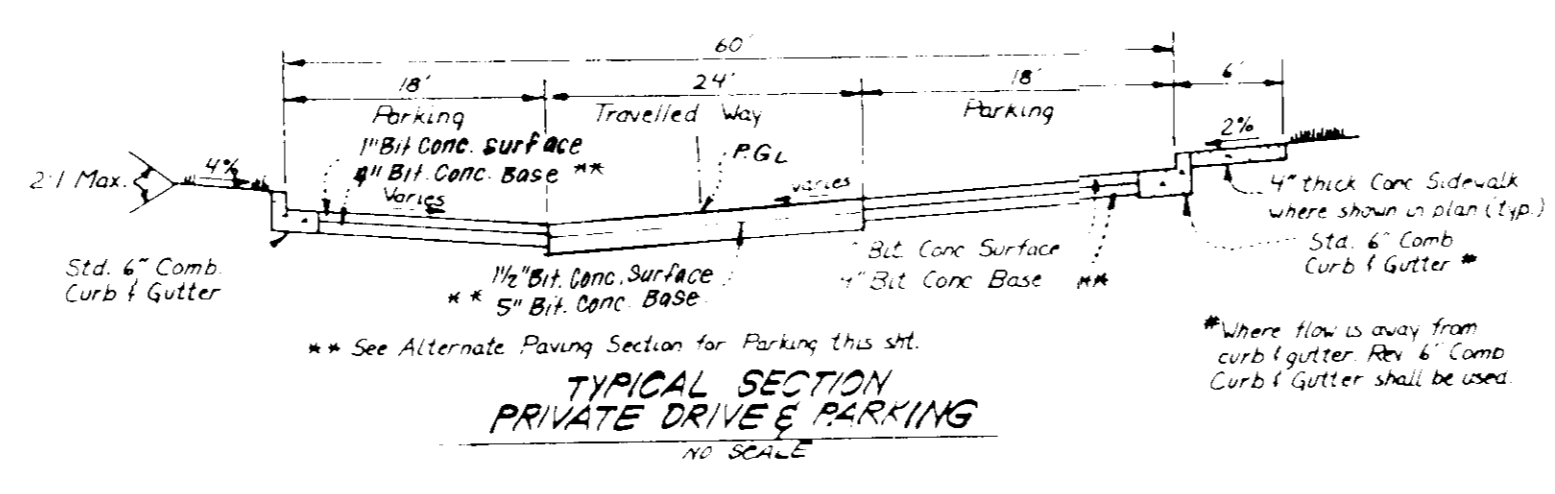 60'
18'
24'
18'
6'
Parking
Travelled Way
Parking
1" Bit Conc. surface
4" Bit. Conc. Base **
P.G.L
2%
2:1 Max.
4%
Varies
varies
4" thick Conc Sidewalk
where shown in plan (typ.)
Std. 6" Comb.
Curb & Gutter
1½" Bit. Conc. Surface
** 5" Bit. Conc. Base
" Bit Conc Surface
4" Bit Conc Base **
Std. 6" Comb
Curb & Gutter #
** See Alternate Paving Section for Parking this sht.
#Where flow is away from
curb & gutter. Rev 6" Comb
Curb & Gutter shall be used.
TYPICAL SECTION
PRIVATE DRIVE & PARKING
NO SCALE